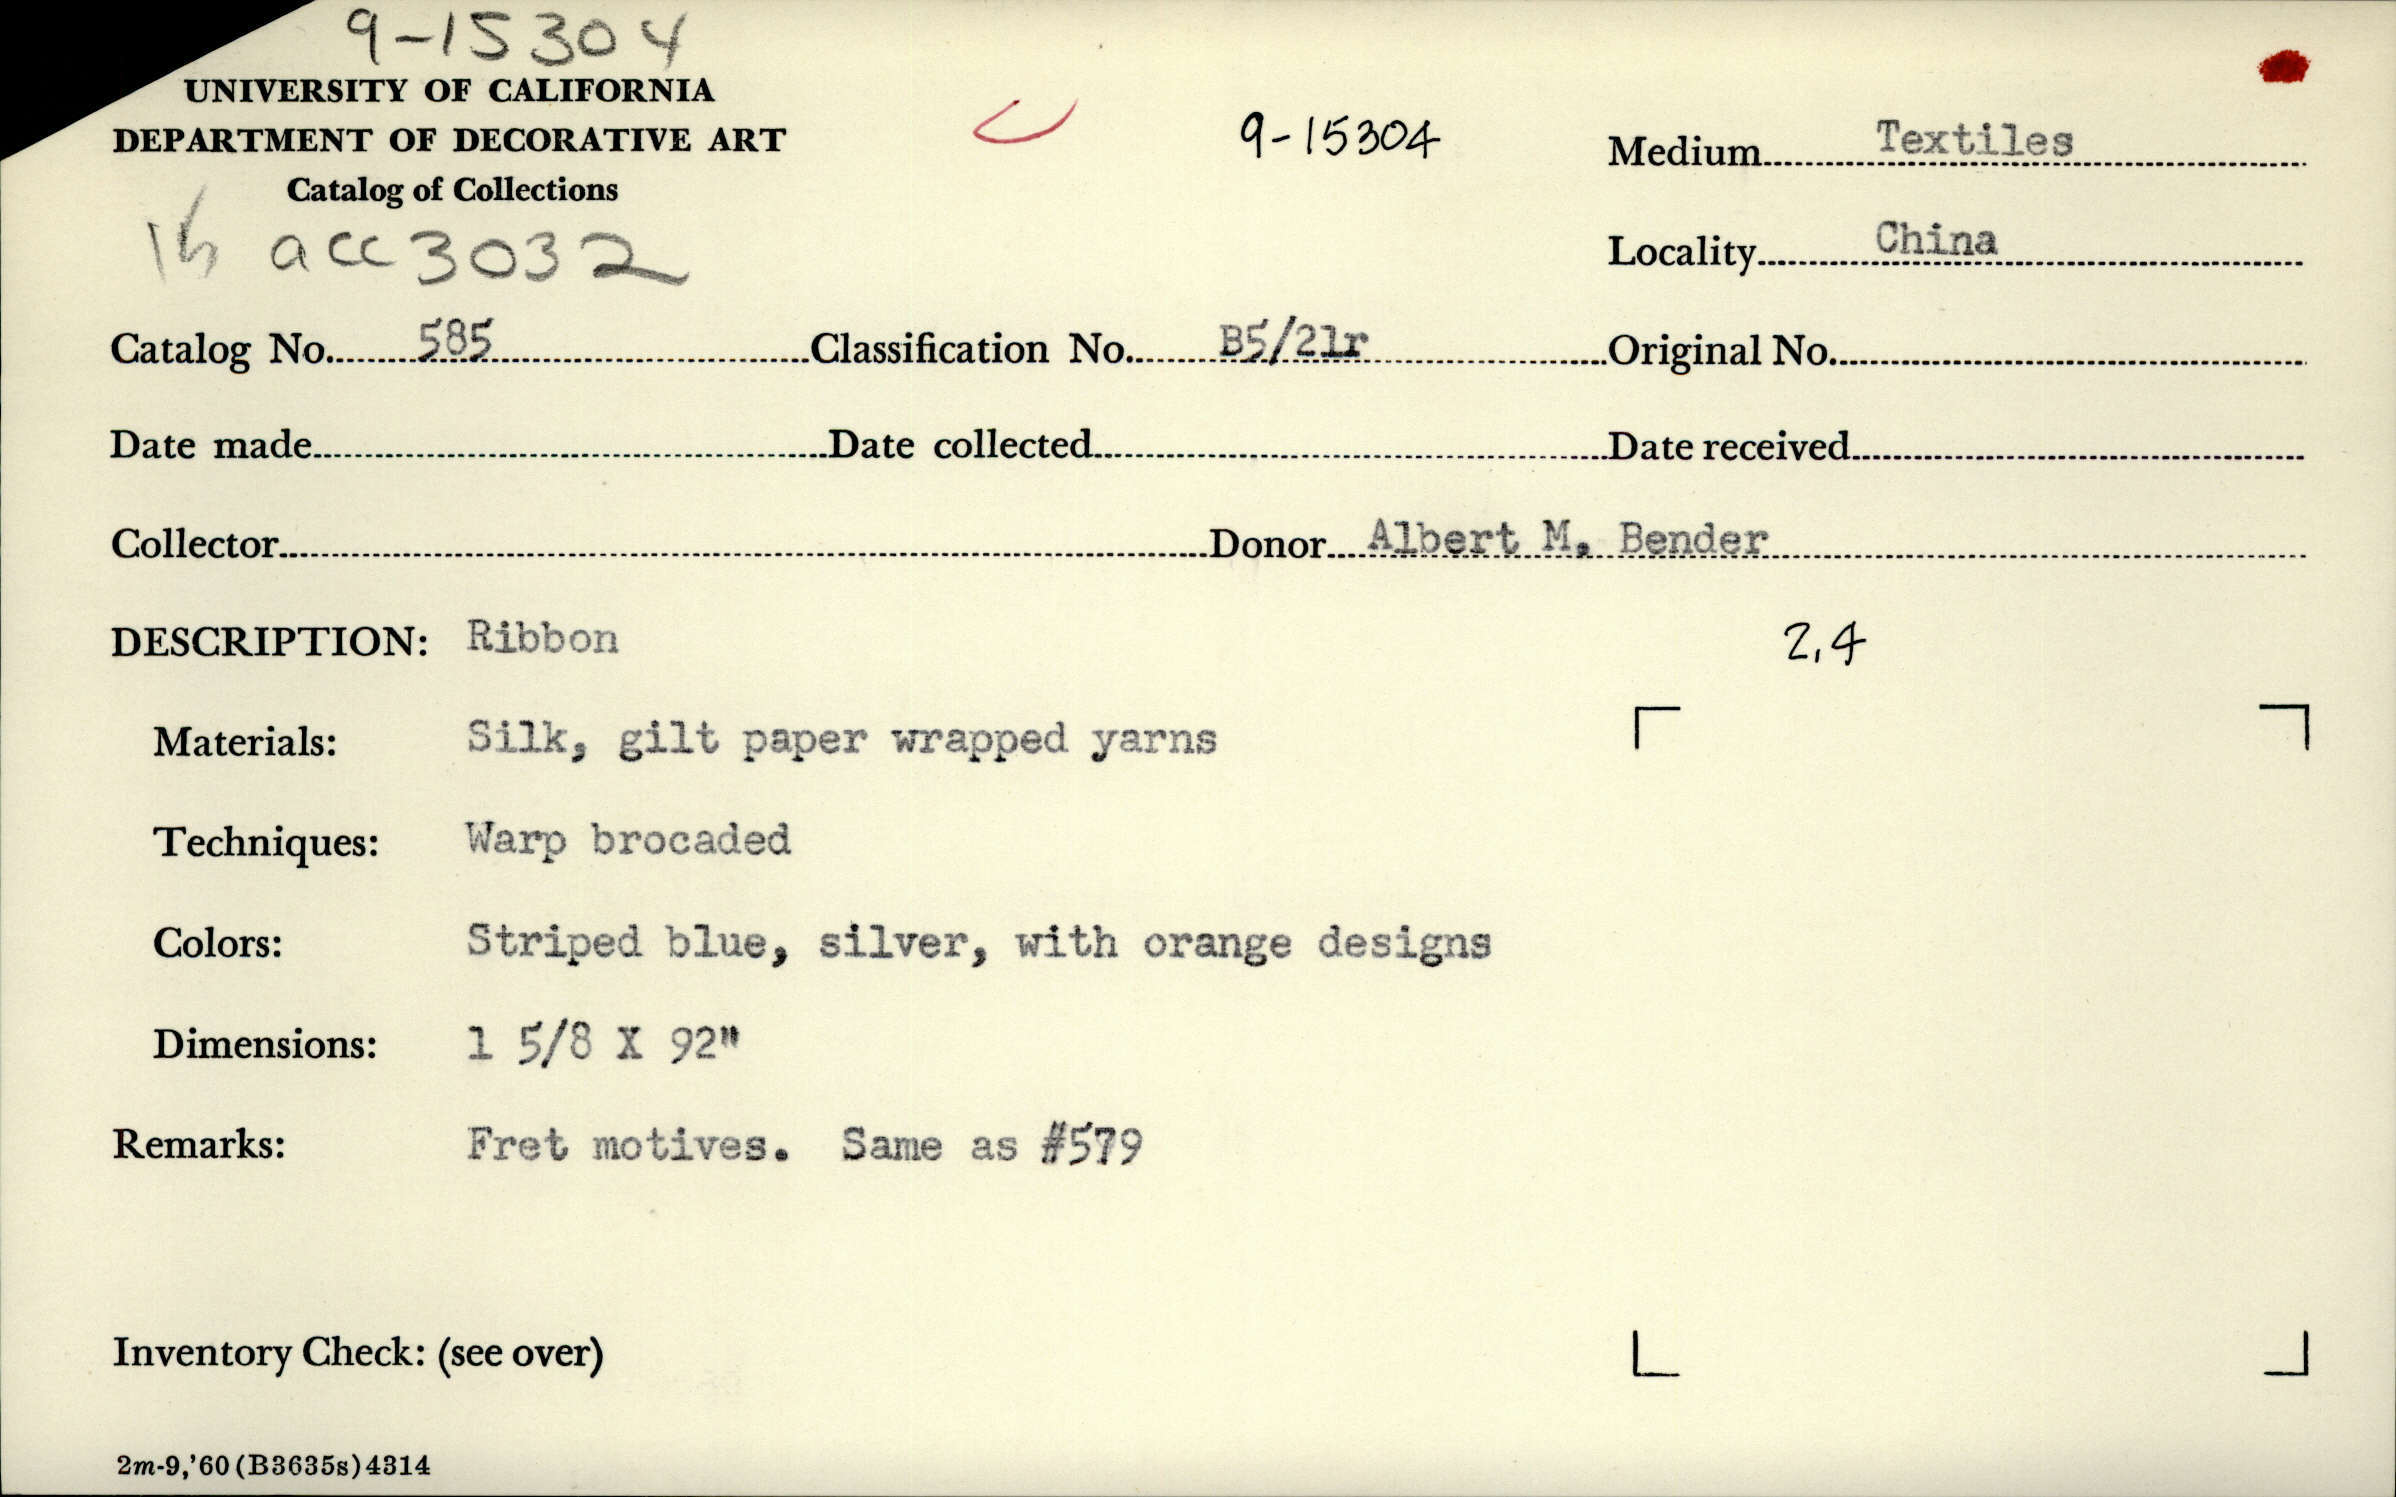 9-15304
UNIVERSITY OF CALIFORNIA
DEPARTMENT OF DECORATIVE ART
Catalog of Collections
9-15304
Medium Textiles
acc 3032
Locality China
Catalog No. 585 Classification No. B5/21r Original No.
Date made Date collected Date received
Collector Donor Albert M. Bender
DESCRIPTION: Ribbon
2,4
Materials: Silk, gilt paper wrapped yarns
Techniques: Warp brocaded
Colors: Striped blue, silver, with orange designs
Dimensions: 1 5/8 X 92"
Remarks: Fret motives. Same as #579
Inventory Check: (see over)
2m-9,'60(B3635s)4314